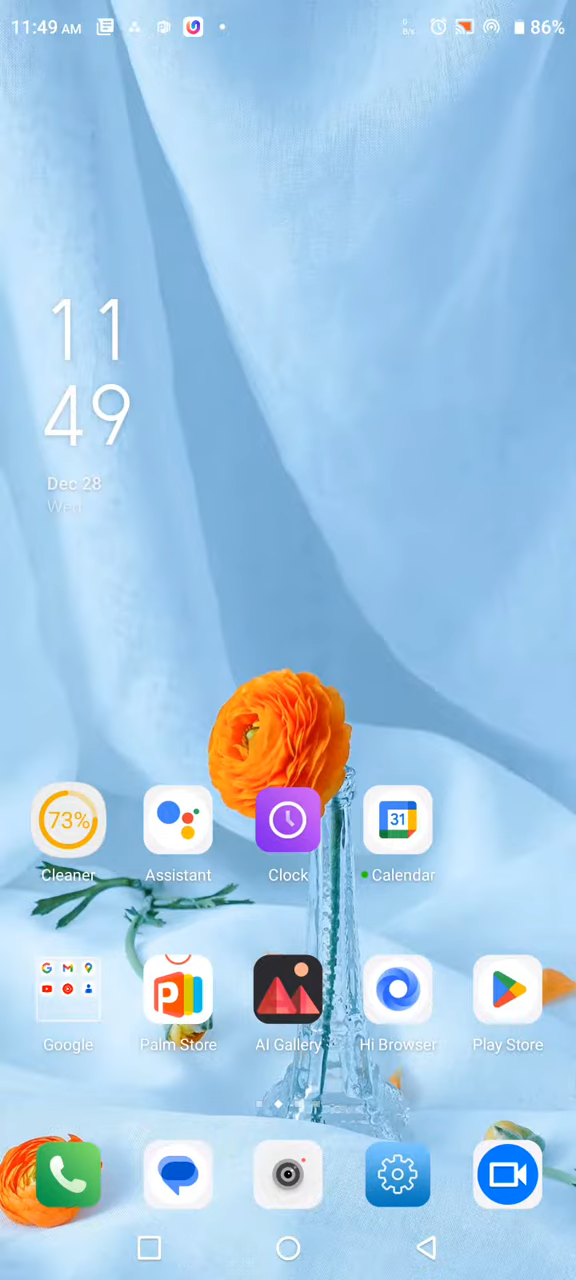 11:49 AM
0
B/s
86%
11
49
Dec 28
Wed
73%
31
Cleaner
Assistant
Clock
Calendar
Google
Palm Store
AI Gallery
Hi Browser
Play Store